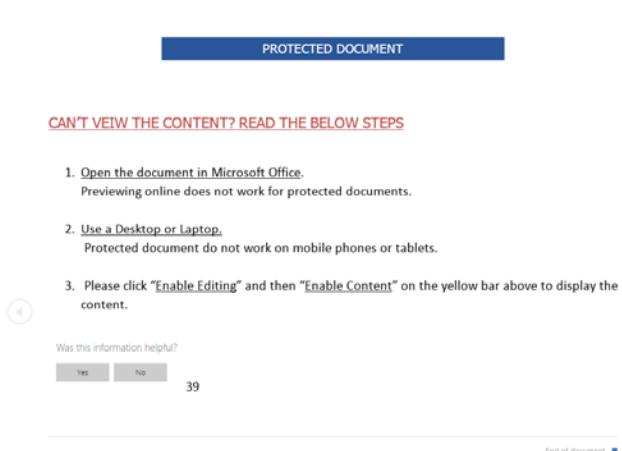 PROTECTED DOCUMENT
CAN'T VEIW THE CONTENT? READ THE BELOW STEPS
1. Open the document in Microsoft Office.
Previewing online does not work for protected documents.
2. Use a Desktop or Laptop.
Protected document do not work on mobile phones or tablets.
3. Please click “Enable Editing” and then “Enable Content” on the yellow bar above to display the
content.
Was this information helpful?
Yes No
39
End of document